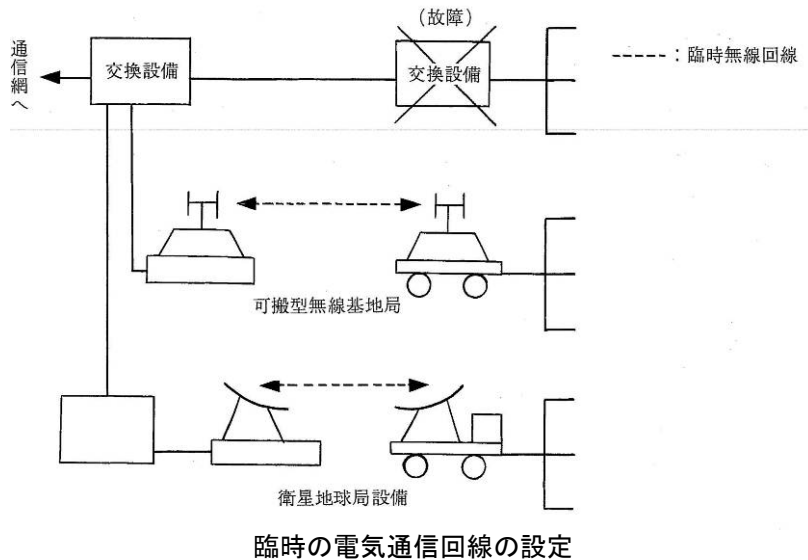 (故障)
通信網へ
交換設備
交換設備
:臨時無線回線
可搬型無線基地局
衛星地球局設備
臨時の電気通信回線の設定